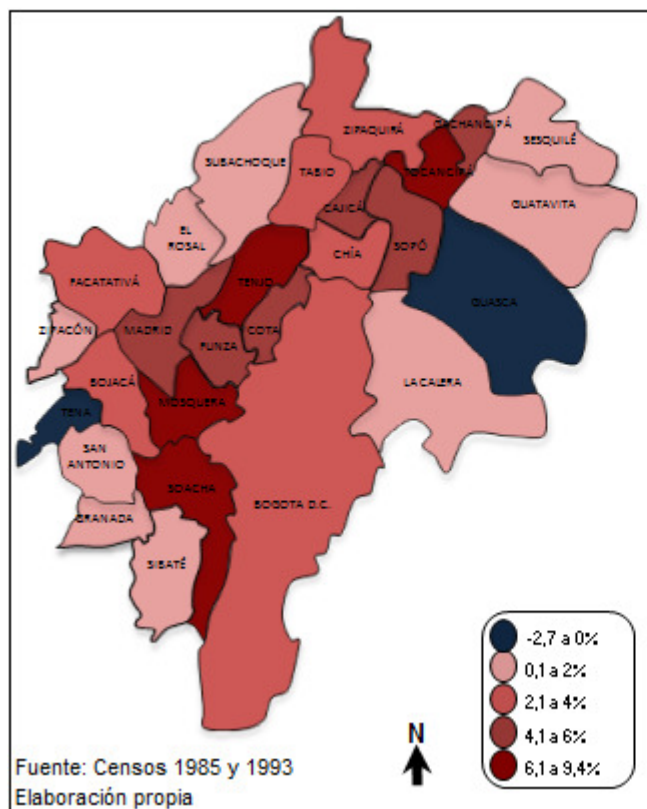 ZIPAQUIRÁ
GACHANCIPÁ
SESQUILÉ
SUBACHOQUE
TABIO
TOCANCIPÁ
CAJICÁ
GUATAVITA
EL
ROSAL
CHÍA
SOPÓ
FACATATIVÁ
TENJO
GUASCA
ZIPACÓN
MADRID
FUNZA
COTA
BOJACÁ
LA CALERA
MOSQUERA
TENA
SAN
ANTONIO
SOACHA
BOGOTA D.C.
GRANADA
SIBATÉ
-2,7 a 0%
0,1 a 2%
2,1 a 4%
4,1 a 6%
6,1 a 9,4%
N
Fuente: Censos 1985 y 1993
Elaboración propia